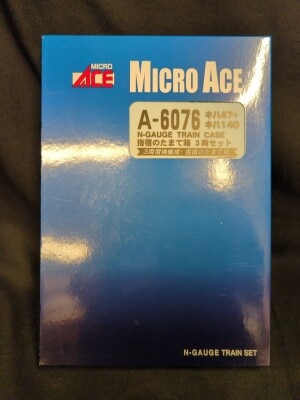 MICRO
ACE
MICRO ACE
A-6076 キハ47+
キハ140
N-GAUGE TRAIN CASE
指宿のたまて箱 3両セット
N-GAUGE TRAIN SET